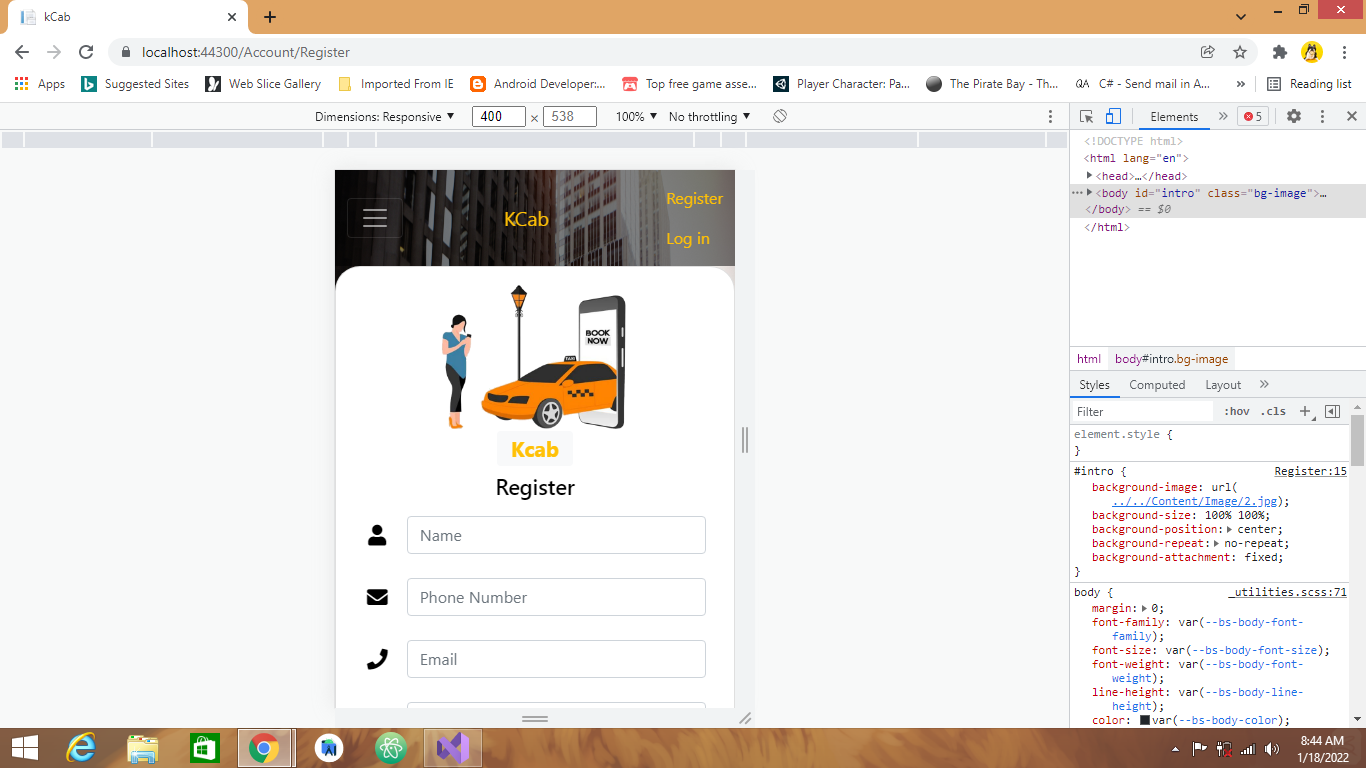 kCab
localhost:44300/Account/Register
Apps
Suggested Sites
Web Slice Gallery
Imported From IE
Android Developer:...
Top free game asse...
Player Character: Pa...
The Pirate Bay - Th...
QA C# - Send mail in A...
»
Reading list
Dimensions: Responsive
400 × 538
100%
No throttling
Elements
»
5
<!DOCTYPE html>
<html lang="en">
<head>…</head>
<body id="intro" class="bg-image">…
</body> == $0
</html>
html
body#intro.bg-image
Styles
Computed
Layout
»
Filter
:hov
.cls
element.style {
}
#intro {
Register:15
background-image: url(
../../Content/Image/2.jpg);
background-size: 100% 100%;
background-position: center;
background-repeat: no-repeat;
background-attachment: fixed;
}
body {
_utilities.scss:71
margin: 0;
font-family: var(--bs-body-font-
family);
font-size: var(--bs-body-font-size);
font-weight: var(--bs-body-font-
weight);
line-height: var(--bs-body-line-
height);
color: var(--bs-body-color);
KCab
Register
Log in
BOOK
NOW
TAXI
Kcab
Register
Name
Phone Number
Email
8:44 AM
1/18/2022